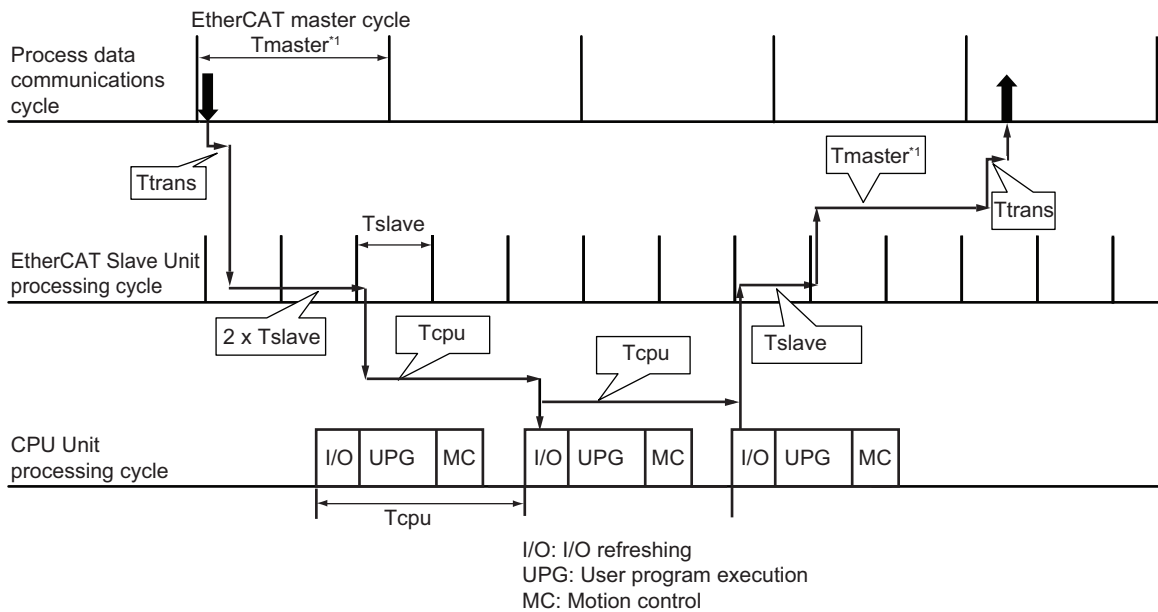 EtherCAT master cycle
Tmaster*1
Process data
communications
cycle
Ttrans
Tmaster*1
Ttrans
Tslave
EtherCAT Slave Unit
processing cycle
2 x Tslave
Tslave
Tcpu
Tcpu
CPU Unit
processing cycle
I/O UPG MC
I/O UPG MC
I/O UPG MC
Tcpu
I/O: I/O refreshing
UPG: User program execution
MC: Motion control